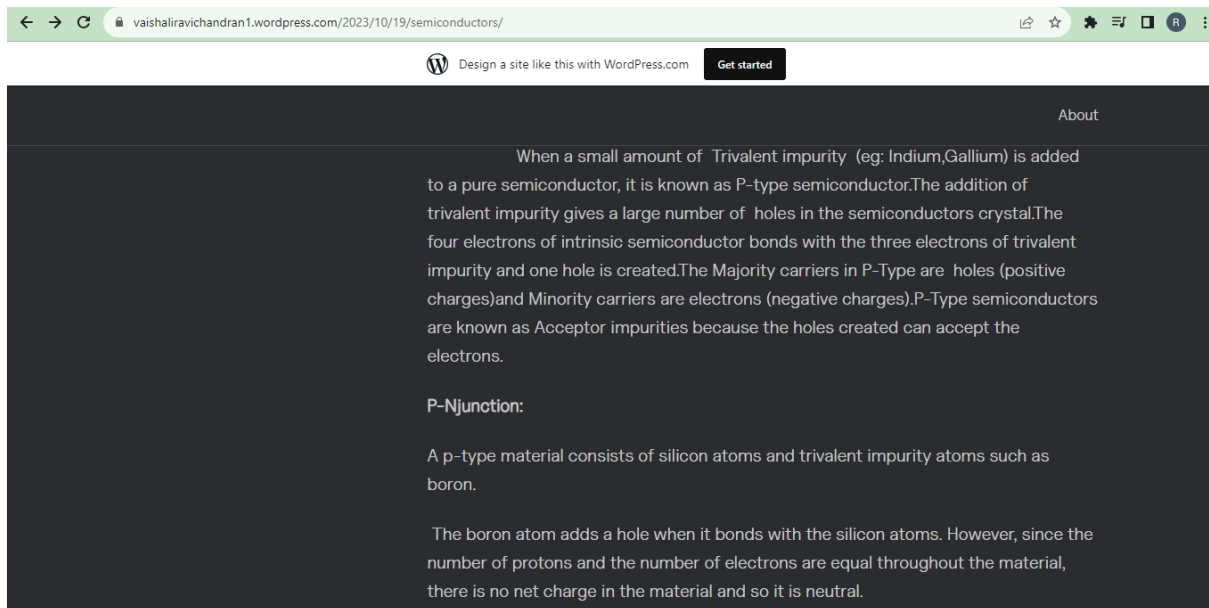 vaishaliravichandran1.wordpress.com/2023/10/19/semiconductors/
R
Design a site like this with WordPress.com Get started
About
When a small amount of Trivalent impurity (eg: Indium,Gallium) is added
to a pure semiconductor, it is known as P-type semiconductor.The addition of
trivalent impurity gives a large number of holes in the semiconductors crystal.The
four electrons of intrinsic semiconductor bonds with the three electrons of trivalent
impurity and one hole is created.The Majority carriers in P-Type are holes (positive
charges)and Minority carriers are electrons (negative charges).P-Type semiconductors
are known as Acceptor impurities because the holes created can accept the
electrons.
P-Njunction:
A p-type material consists of silicon atoms and trivalent impurity atoms such as
boron.
The boron atom adds a hole when it bonds with the silicon atoms. However, since the
number of protons and the number of electrons are equal throughout the material,
there is no net charge in the material and so it is neutral.